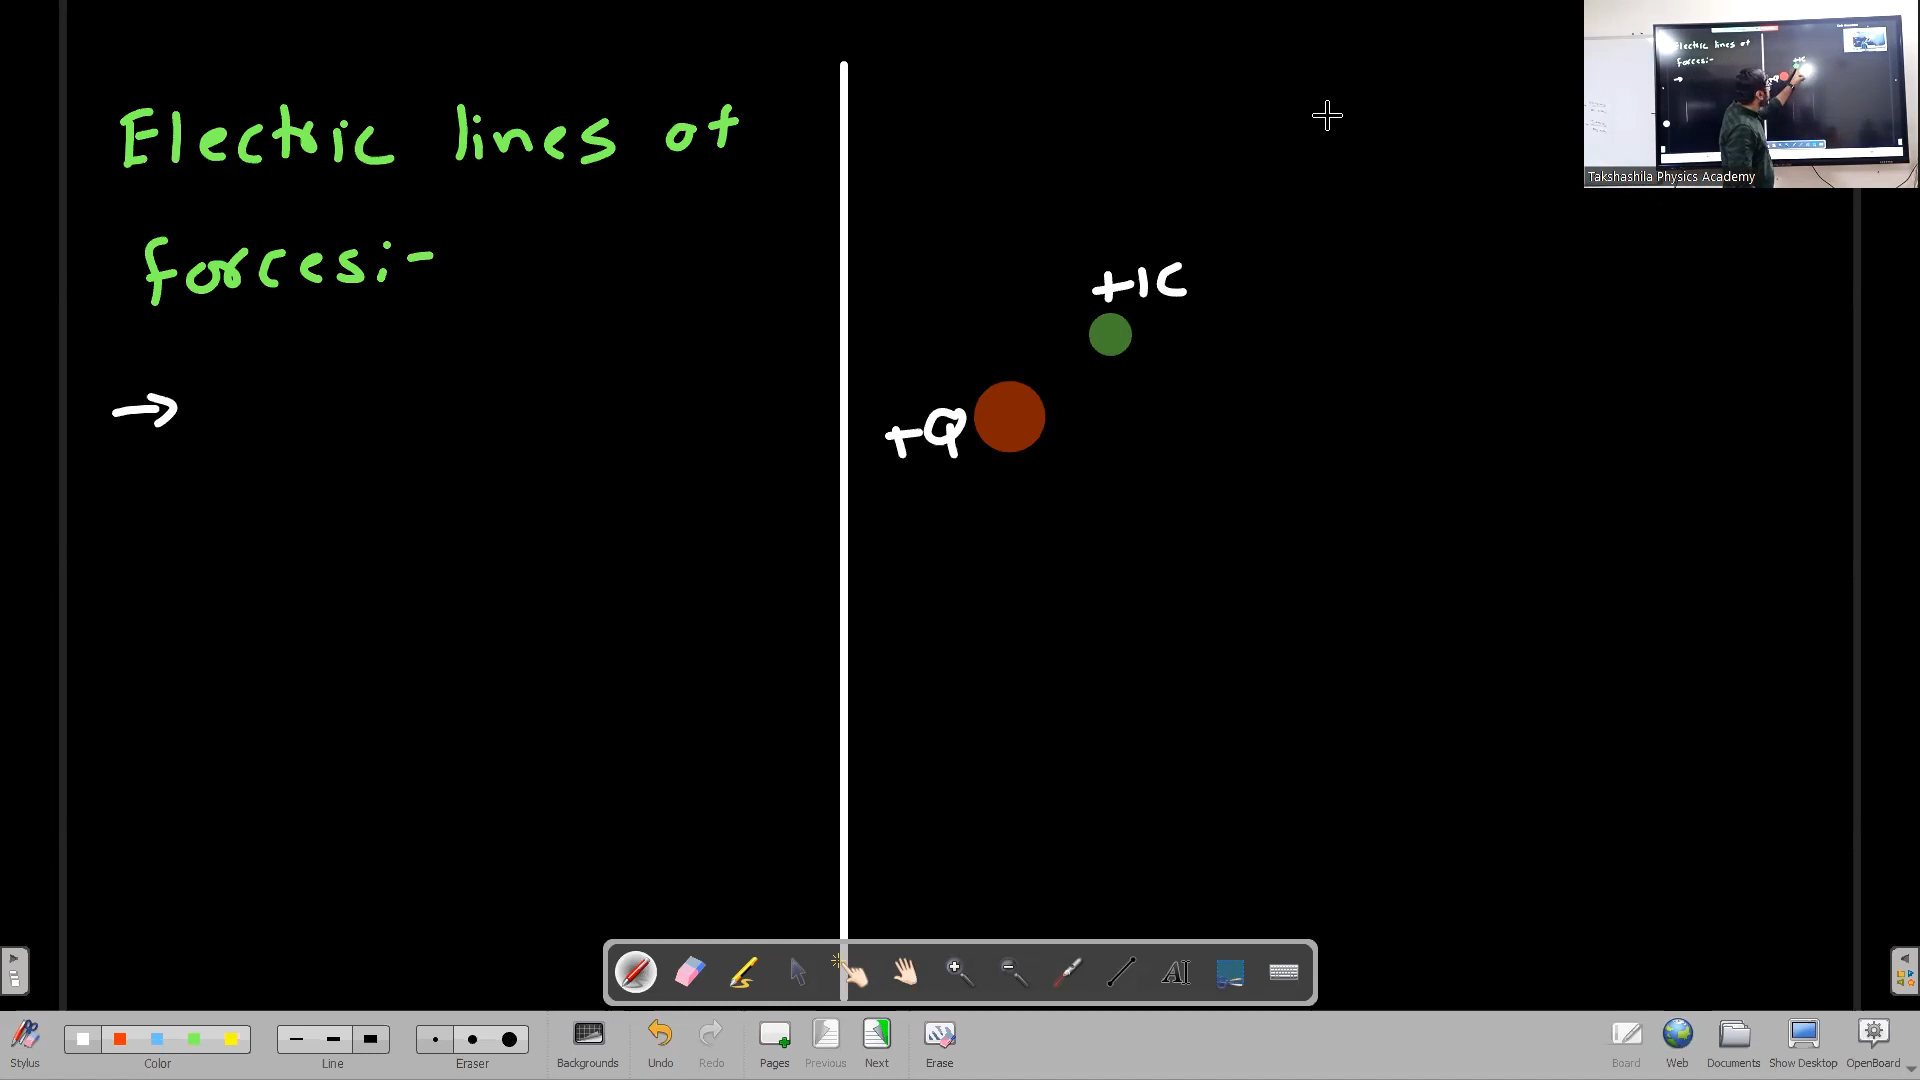 Electric lines of
forces:-
→
+1C
+Q
Takshashila Physics Academy
Stylus
Color
Line
Eraser
Backgrounds
Undo
Redo
Pages
Previous
Next
Erase
Board
Web
Documents
Show Desktop
OpenBoard